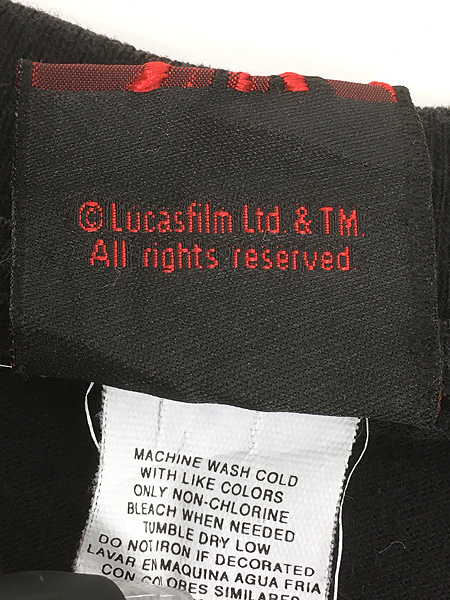 © Lucasfilm Ltd. & TM.
All rights reserved.
MACHINE WASH COLD
WITH LIKE COLORS
ONLY NON-CHLORINE
BLEACH WHEN NEEDED
TUMBLE DRY LOW
DO NOT IRON IF DECORATED
LAVAR EN MAQUINA AGUA FRIA
CON COLORES SIMILARES